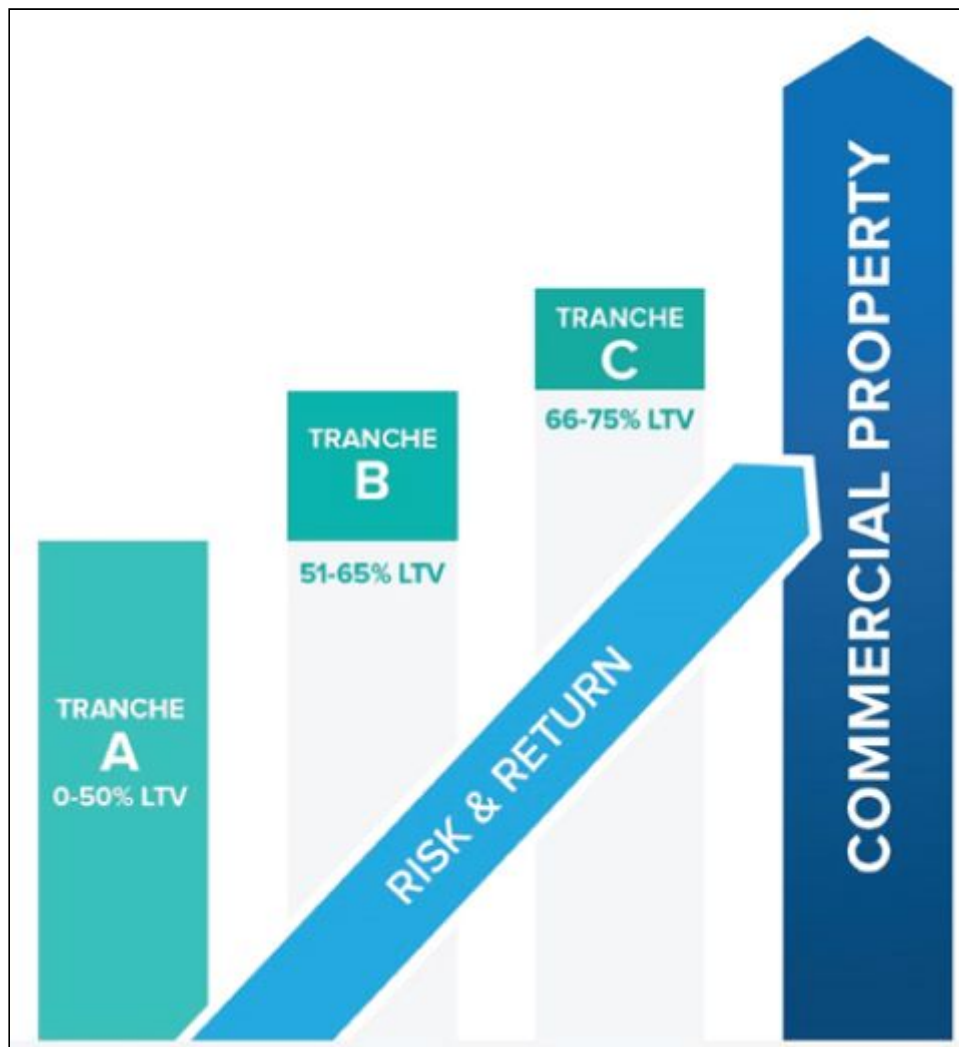 TRANCHE
A
0-50% LTV
TRANCHE
B
51-65% LTV
TRANCHE
C
66-75% LTV
RISK & RETURN
COMMERCIAL PROPERTY